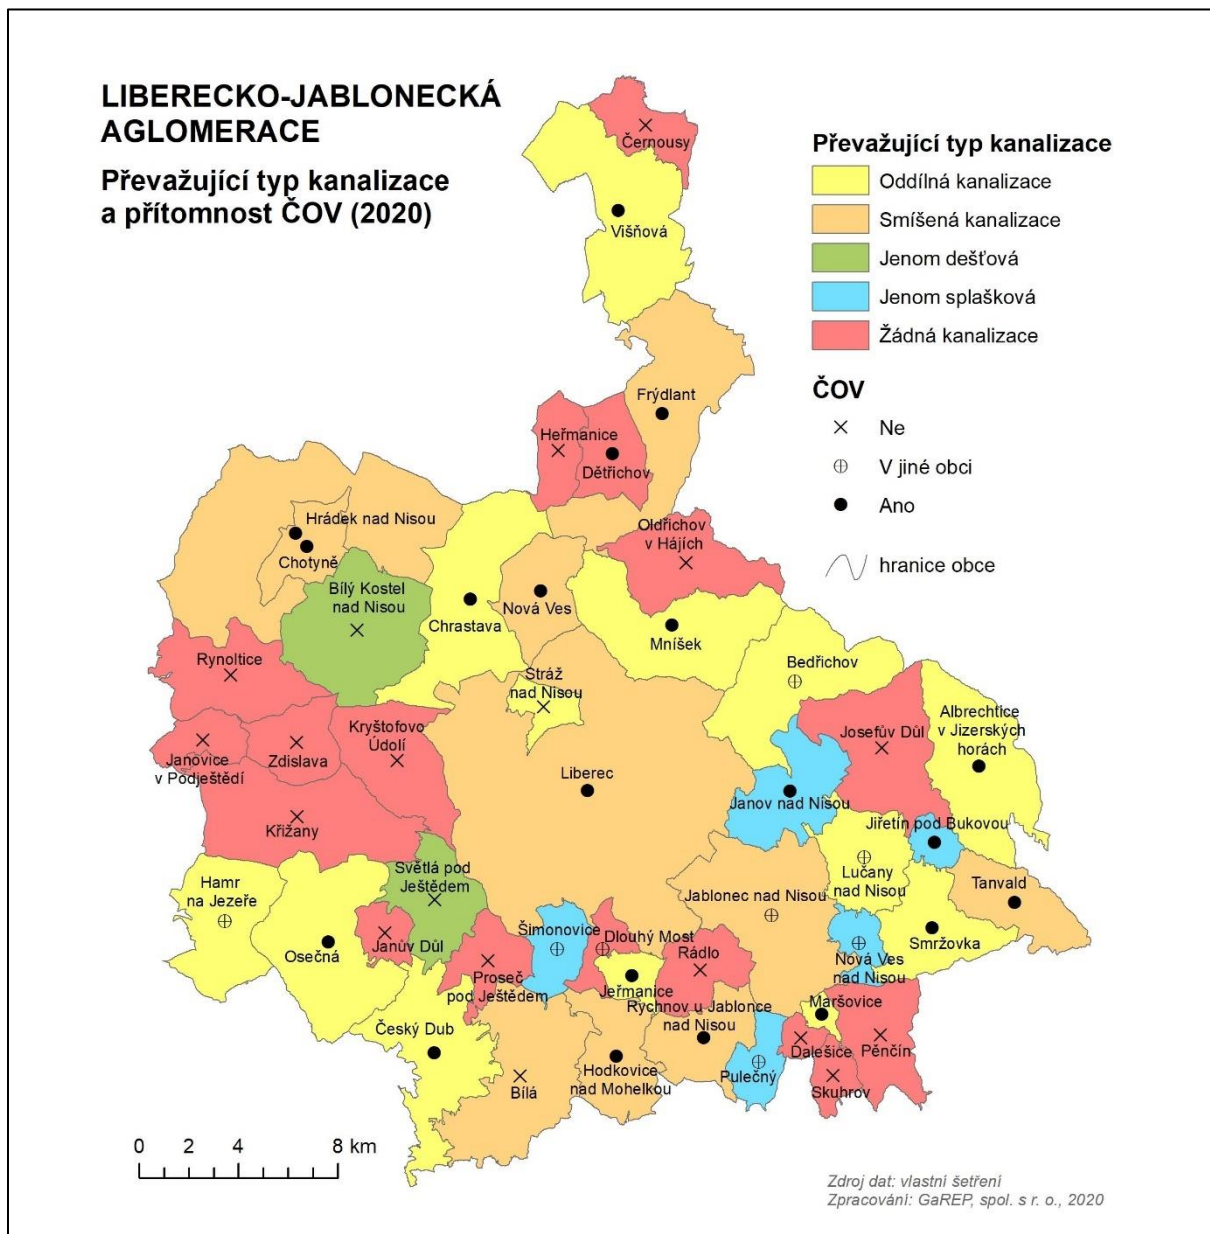 LIBERECKO-JABLONECKÁ
AGLOMERACE
Převažující typ kanalizace
a přítomnost ČOV (2020)
Převažující typ kanalizace
Oddílná kanalizace
Smíšená kanalizace
Jenom dešťová
Jenom splašková
Žádná kanalizace
ČOV
Ne
V jiné obci
Ano
hranice obce
Černousy
Višňová
Frýdlant
Heřmanice
Dětřichov
Hrádek nad Nisou
Chotyně
Oldřichov
v Hájích
Bílý Kostel
nad Nisou
Chrastava
Nová Ves
Mníšek
Rynoltice
Stráž
nad Nisou
Bedřichov
Albrechtice
v Jizerských
horách
Josefův Důl
Kryštofovo
Údolí
Janovice
v Podještědí
Zdislava
Liberec
Janov nad Nisou
Křižany
Jiřetín pod Bukovou
Světlá pod
Ještědem
Lučany
nad Nisou
Hamr
na Jezeře
Tanvald
Jablonec nad Nisou
Šimonovice
Dlouhý Most
Smržovka
Osečná
Janův Důl
Rádlo
Nová Ves
nad Nisou
Proseč
pod Ještědem
Jeřmanice
Maršovice
Rychnov u Jablonce
nad Nisou
Český Dub
Dalešice
Pěnčín
Hodkovice
nad Mohelkou
Pulečný
Bílá
Skuhrov
0 2 4 8 km
Zdroj dat: vlastní šetření
Zpracování: GaREP, spol. s r. o., 2020